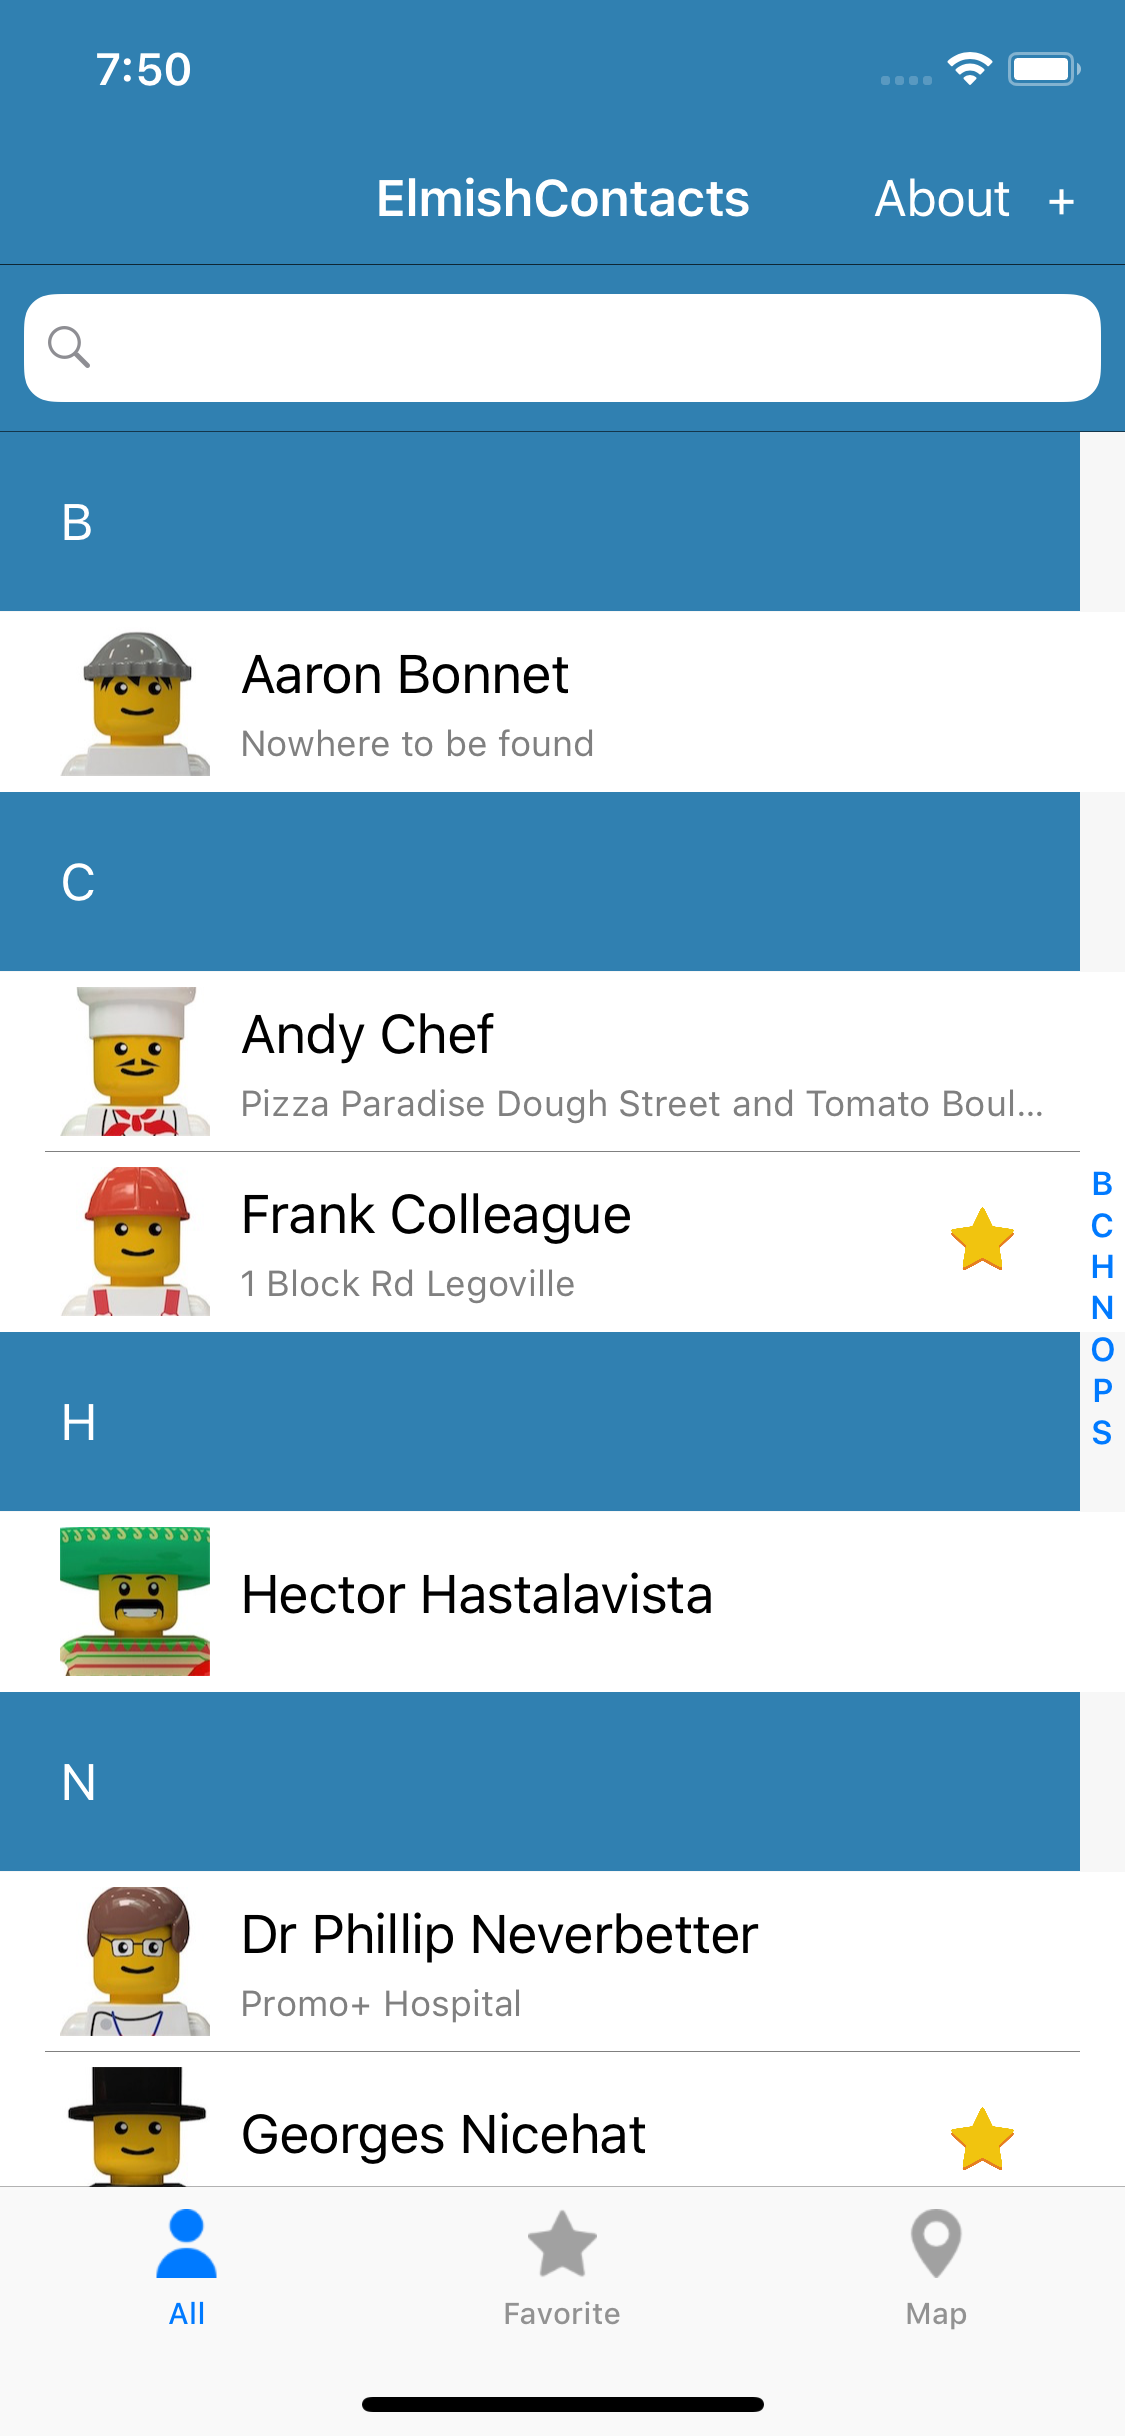 7:50
ElmishContacts
About +
B
Aaron Bonnet
Nowhere to be found
C
Andy Chef
Pizza Paradise Dough Street and Tomato Boul...
Frank Colleague
1 Block Rd Legoville
B
C
H
N
O
P
S
H
Hector Hastalavista
N
Dr Phillip Neverbetter
Promo+ Hospital
Georges Nicehat
All
Favorite
Map